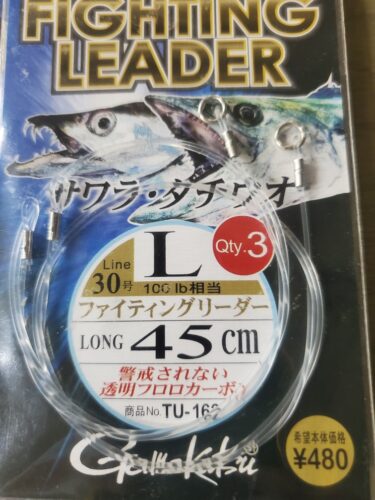 FIGHTING
LEADER
サワラ・タチウオ
L
Qty.3
Line
30号
100 lb相当
ファイティングリーダー
LONG 45cm
警戒されない
透明フロロカーボン
商品No. TU-162
Gamakatsu
希望本体価格
¥480